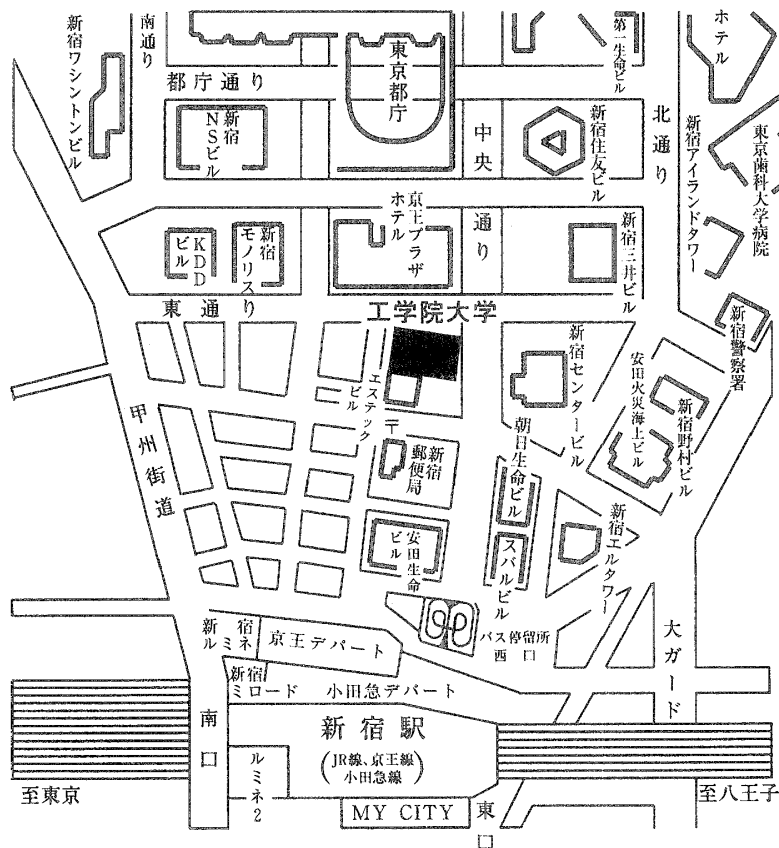 新宿ワシントンビル
南通り
第一生命ビル
ホテル
都庁通り
東京都庁
新宿
NSビル
中央
通り
新宿住友ビル
北通り
新宿アイランドタワー
東京歯科大学病院
KDD
ビル
新宿
モノリス
京王プラザ
ホテル
新宿三井ビル
東通り
工学院大学
新宿警察署
エステック
ビル
新宿センタービル
安田火災海上ビル
新宿野村ビル
甲州街道
〒
新宿
郵便局
朝日生命ビル
安田生命
ビル
スバルビル
新宿エルタワー
新宿
ルミネ
京王デパート
バス停留所
西口
大ガード
新宿
ミロード
小田急デパート
南口
新宿駅
(JR線、京王線
小田急線)
ルミネ2
至東京
至八王子
MY CITY
東口